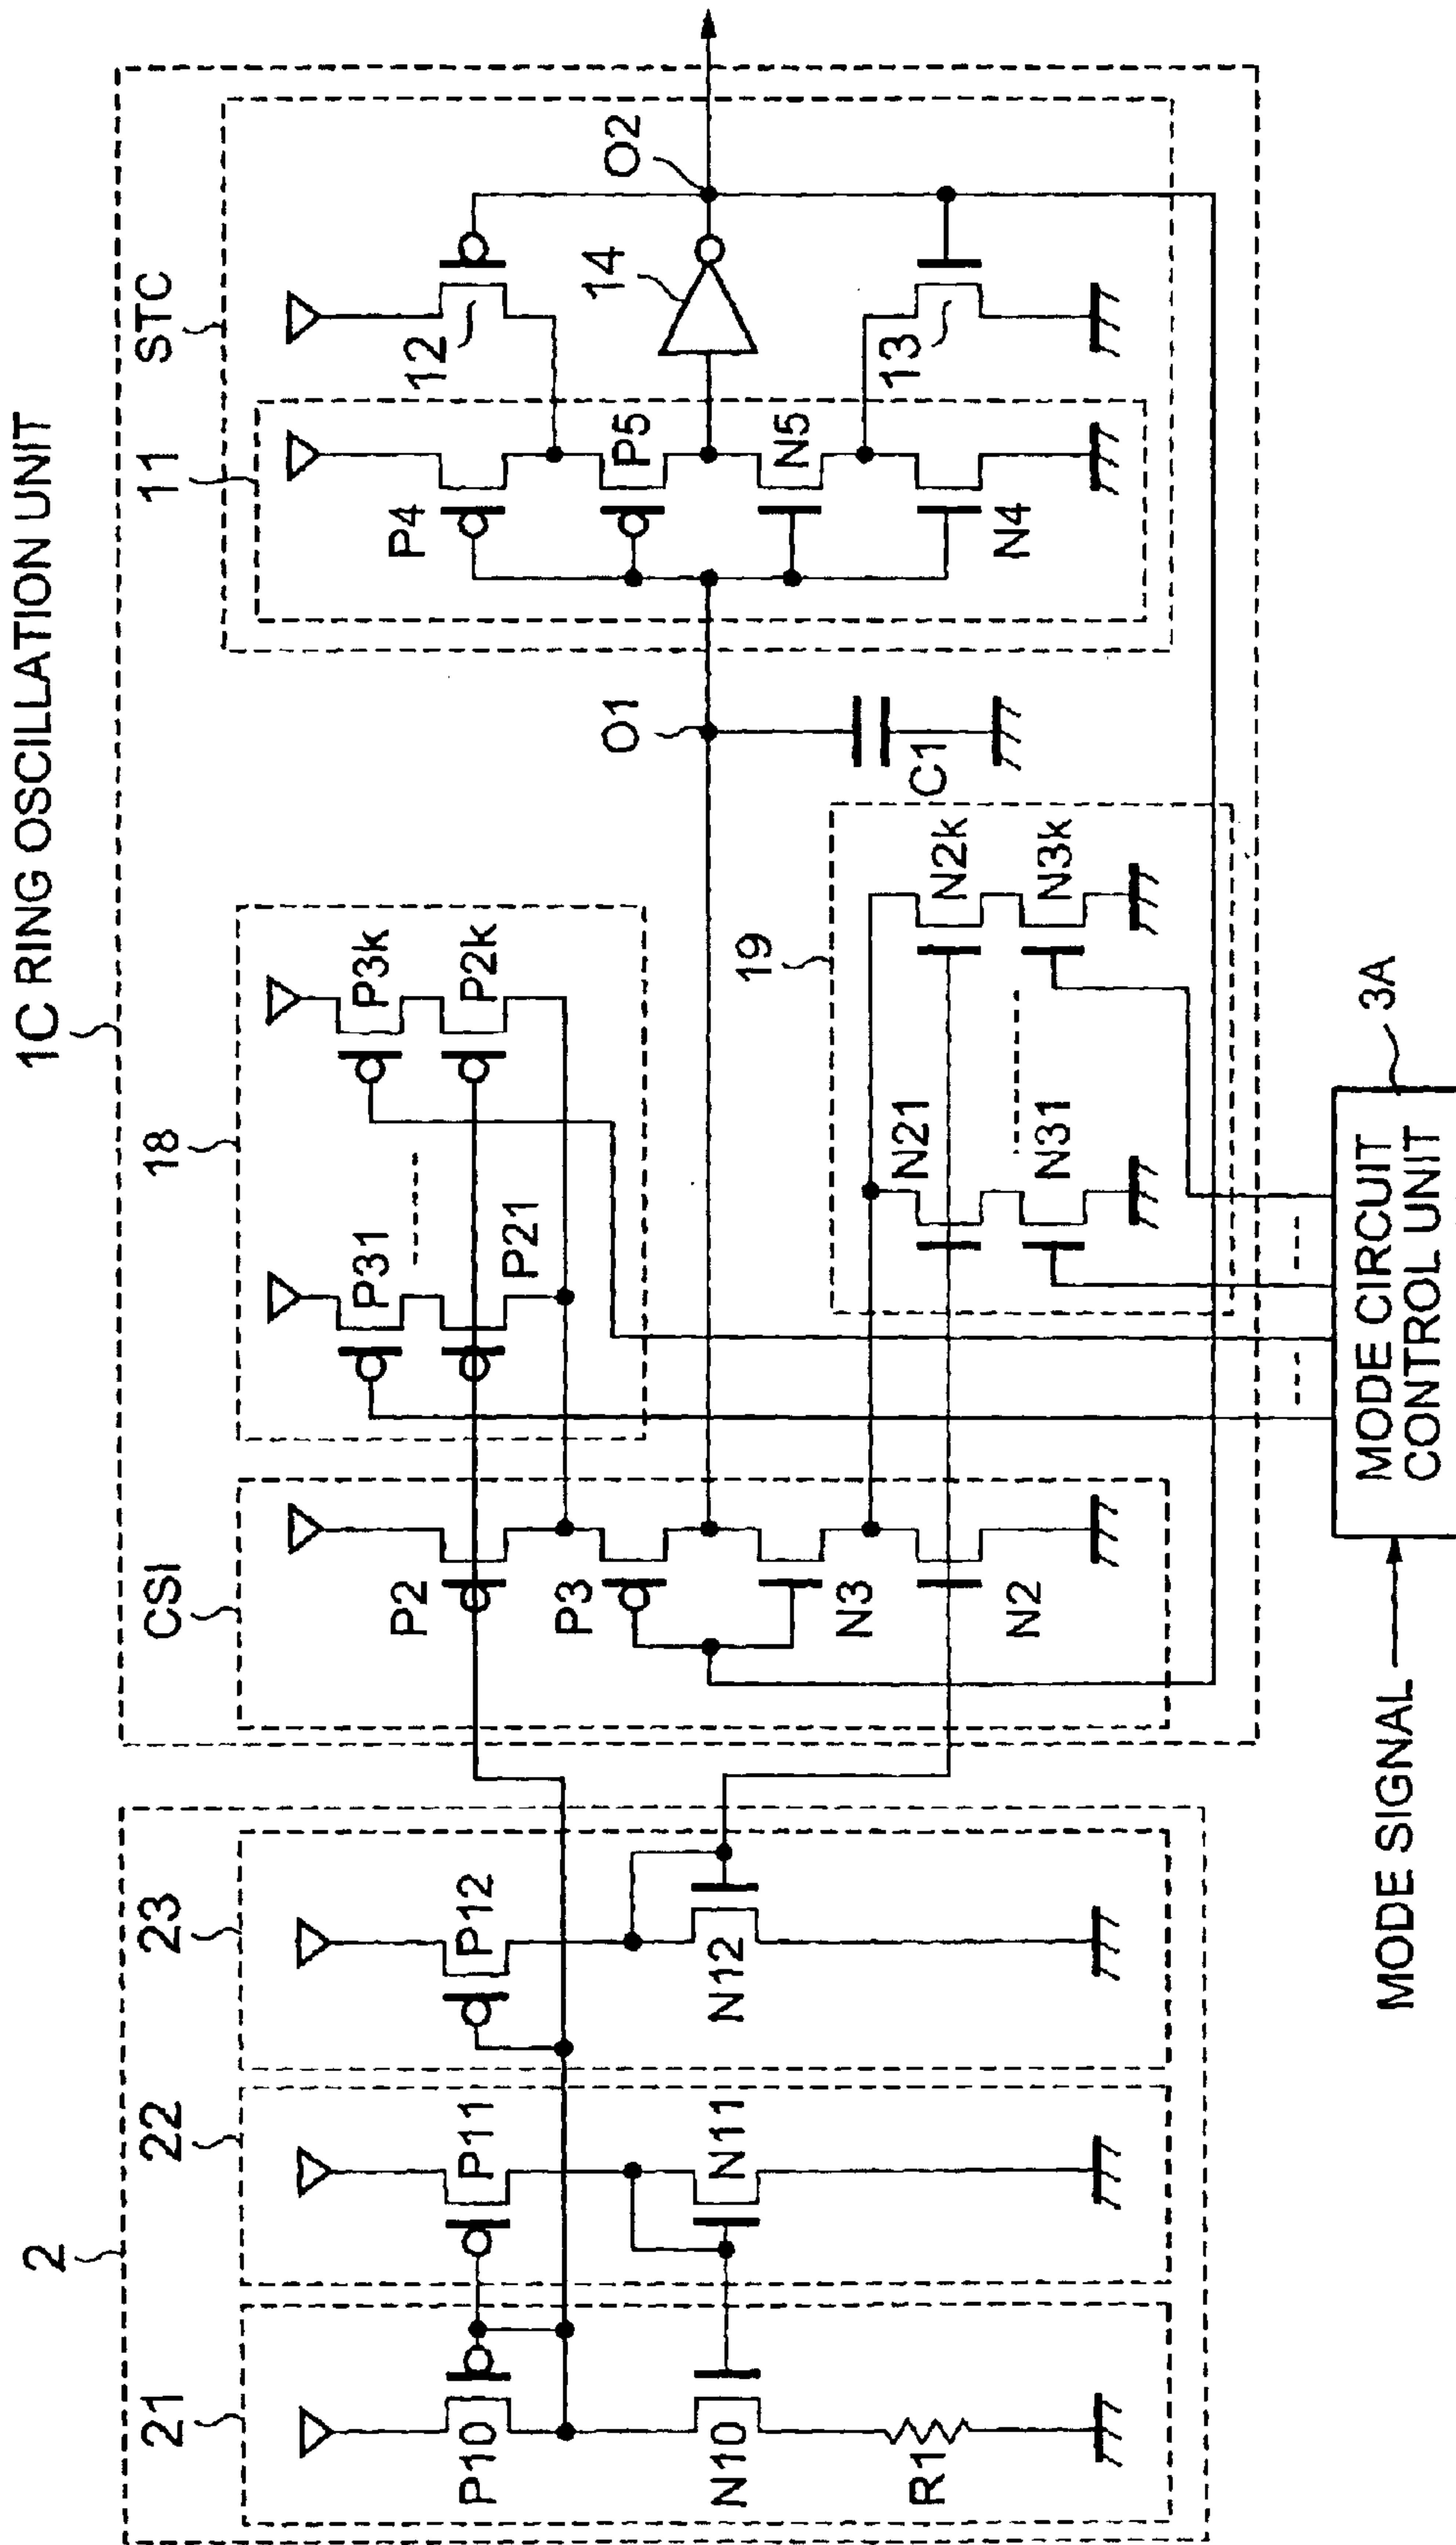 1C RING OSCILLATION UNIT
2
21
22
23
CSI
18
STC
11
P10
P11
P12
P2
P31
P3k
P21
P2k
P4
12
P3
P5
14
O2
O1
N10
N11
N12
N3
N21
N2k
19
N5
13
R1
N2
N31
N3k
C1
N4
MODE SIGNAL
MODE CIRCUIT
CONTROL UNIT
3A